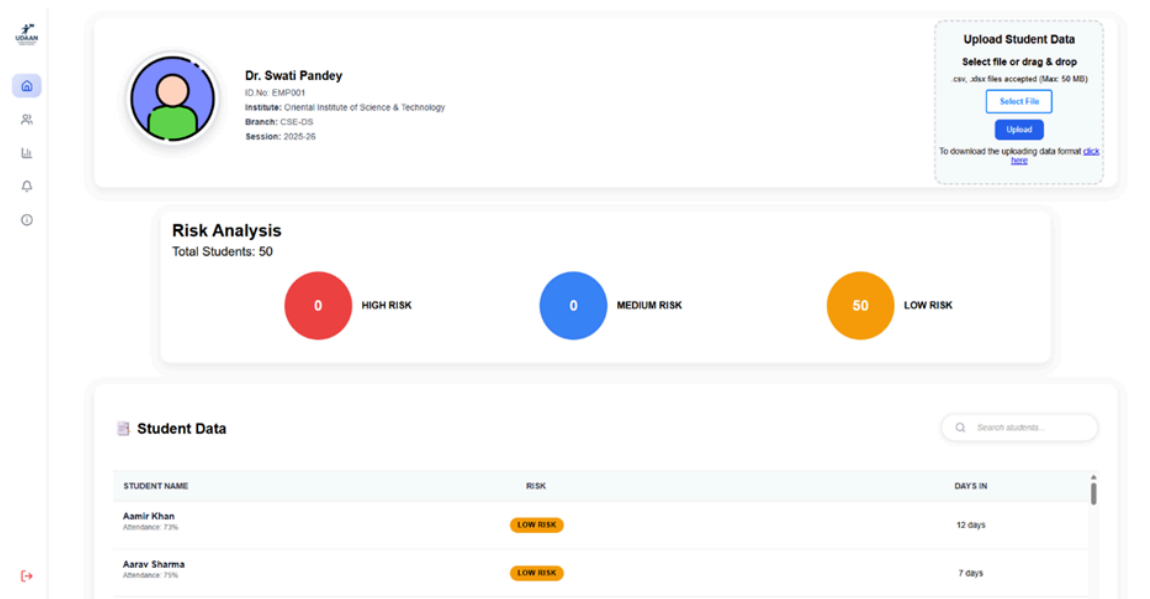 UDAAN
Dr. Swati Pandey
ID.No: EMP001
Institute: Oriental Institute of Science & Technology
Branch: CSE-DS
Session: 2025-26
Upload Student Data
Select file or drag & drop
.csv, .xlsx files accepted (Max: 50 MB)
Select File
Upload
To download the uploading data format click
here
Risk Analysis
Total Students: 50
0 HIGH RISK
0 MEDIUM RISK
50 LOW RISK
Student Data
Search students...
STUDENT NAME RISK DAYS IN
Aamir Khan
Attendance: 73%
LOW RISK
12 days
Aarav Sharma
Attendance: 75%
LOW RISK
7 days